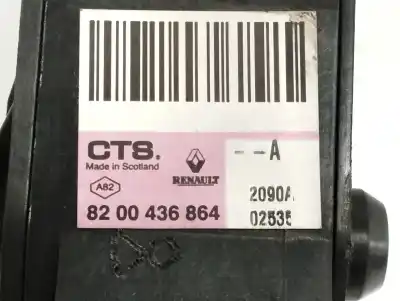 CTS.
Made in Scotland
A82
RENAULT
--→A
2090A
82 00 436 864
02535